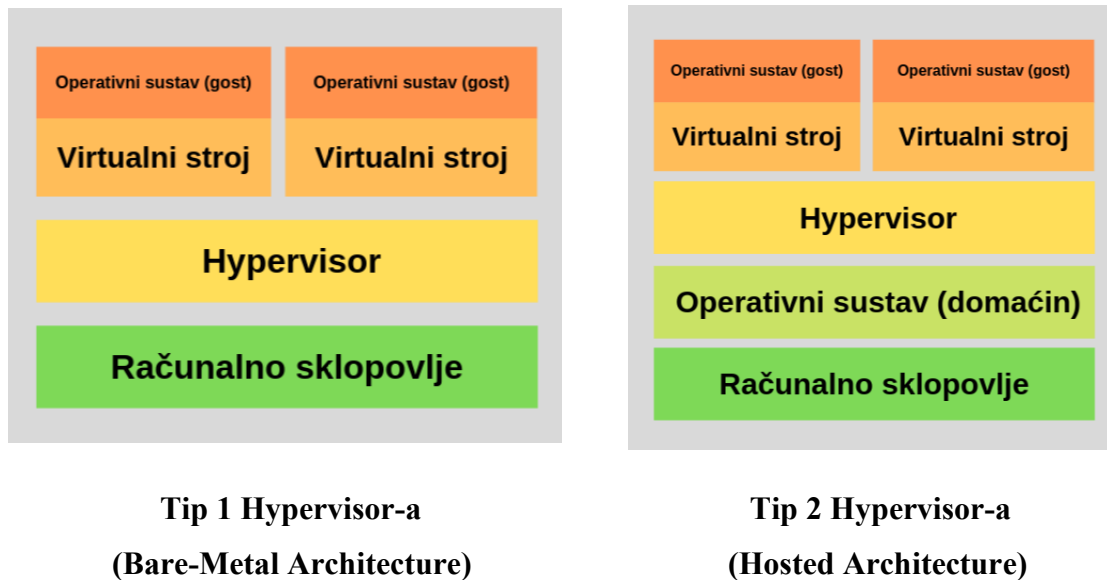 Operativni sustav (gost)
Operativni sustav (gost)
Virtualni stroj
Virtualni stroj
Hypervisor
Računalno sklopovlje
Tip 1 Hypervisor-a
(Bare-Metal Architecture)
Operativni sustav (gost)
Operativni sustav (gost)
Virtualni stroj
Virtualni stroj
Hypervisor
Operativni sustav (domaćin)
Računalno sklopovlje
Tip 2 Hypervisor-a
(Hosted Architecture)